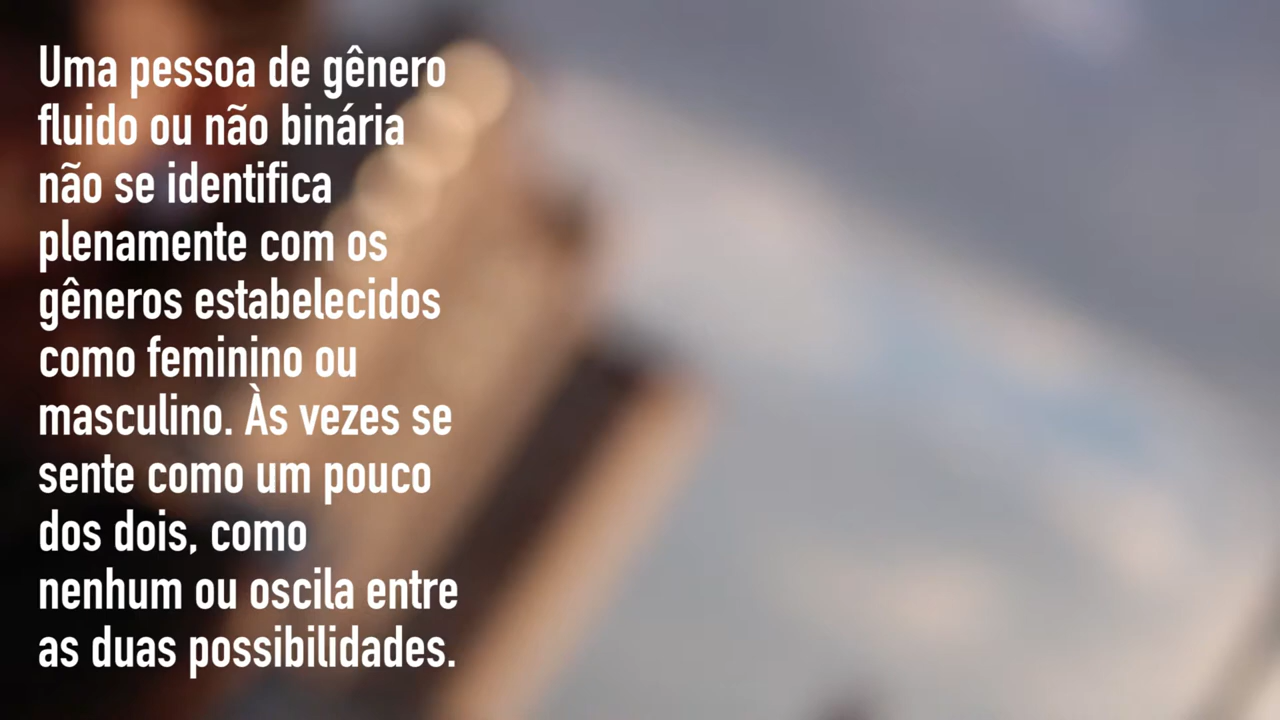 Uma pessoa de gênero
fluido ou não binária
não se identifica
plenamente com os
gêneros estabelecidos
como feminino ou
masculino. Às vezes se
sente como um pouco
dos dois, como
nenhum ou oscila entre
as duas possibilidades.